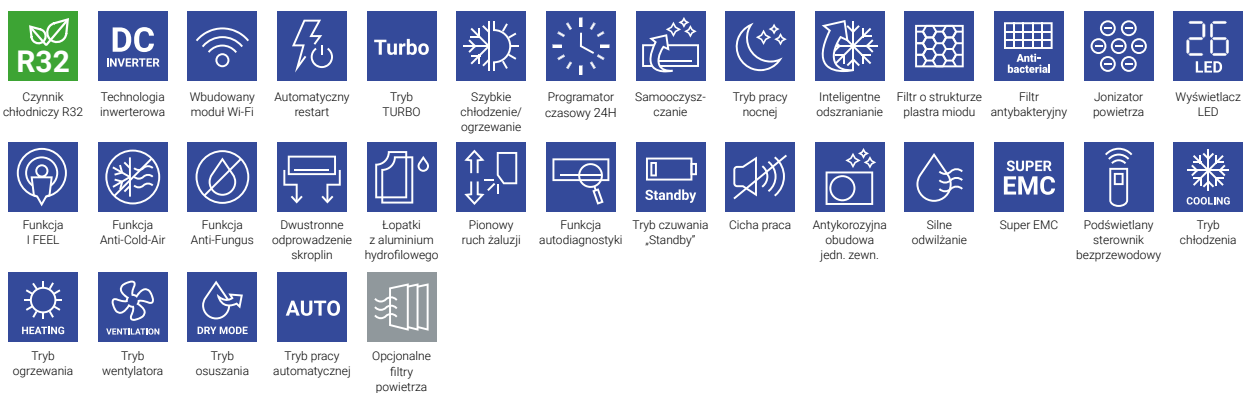 R32
DC
INVERTER
Turbo
Anti-
bacterial
26
LED
Czynnik
chłodniczy R32
Technologia
inwerterowa
Wbudowany
moduł Wi-Fi
Automatyczny
restart
Tryb
TURBO
Szybkie
chłodzenie/
ogrzewanie
Programator
czasowy 24H
Samooczysz-
czanie
Tryb pracy
nocnej
Inteligentne
odszranianie
Filtr o strukturze
plastra miodu
Filtr
antybakteryjny
Jonizator
powietrza
Wyświetlacz
LED
Standby
SUPER
EMC
COOLING
Funkcja
I FEEL
Funkcja
Anti-Cold-Air
Funkcja
Anti-Fungus
Dwustronne
odprowadzenie
skroplin
Łopatki
z aluminium
hydrofilowego
Pionowy
ruch żaluzji
Funkcja
autodiagnostyki
Tryb czuwania
„Standby”
Cicha praca
Antykorozyjna
obudowa
jedn. zewn.
Silne
odwilżanie
Super EMC
Podświetlany
sterownik
bezprzewodowy
Tryb
chłodzenia
HEATING
VENTILATION
DRY MODE
AUTO
Tryb
ogrzewania
Tryb
wentylatora
Tryb
osuszania
Tryb pracy
automatycznej
Opcjonalne
filtry
powietrza